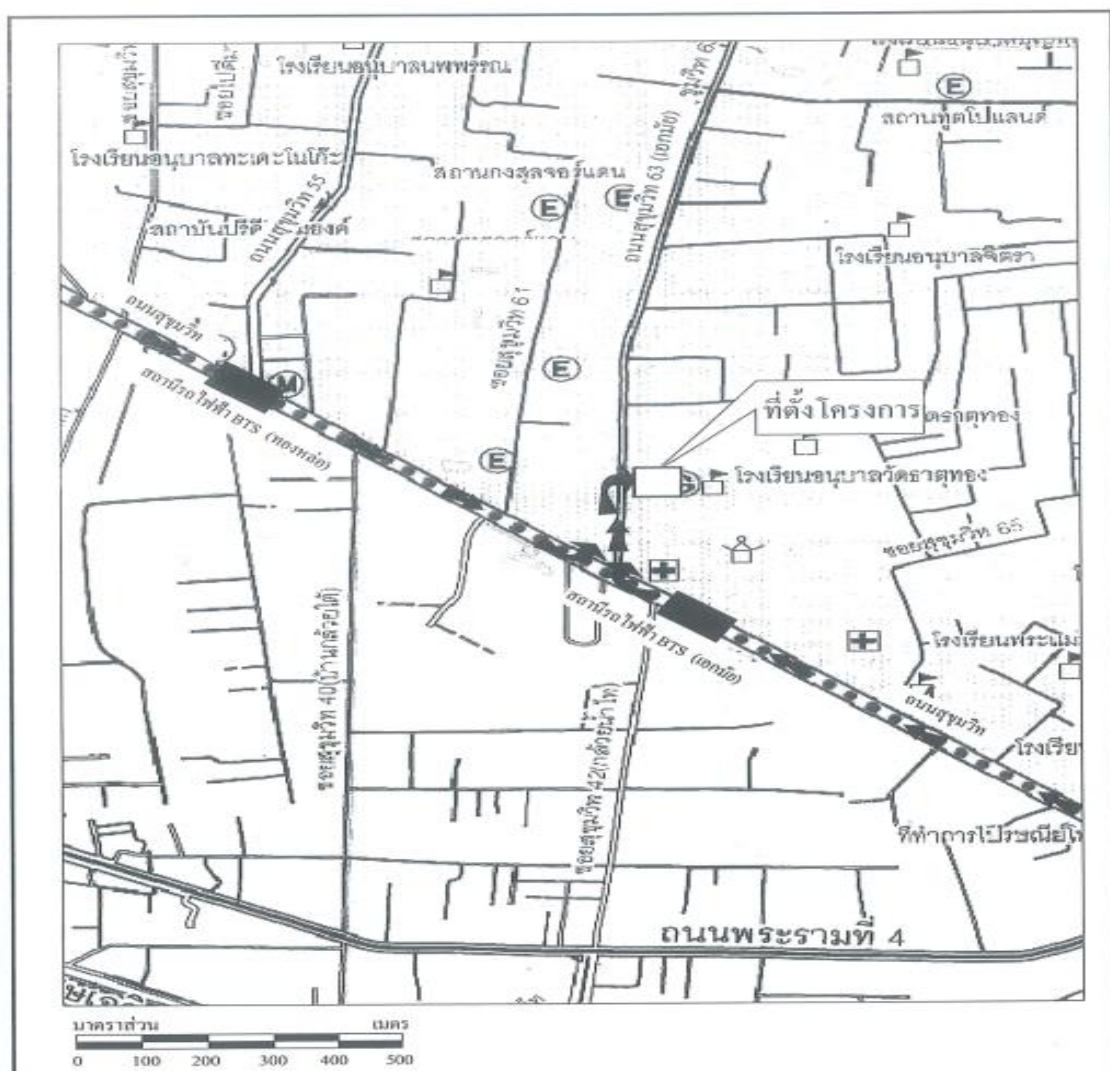 โรงเรียนอนุบาลนพพรรณ
สถานทูตโปแลนด์
E
โรงเรียนอนุบาลทะเคะโนโก๊ะ
สถานกงสุลจอร์แดน
E
E
ถนนสุขุมวิท 63 (เอกมัย)
ถนนสุขุมวิท 55
โรงเรียนอนุบาลจิตรา
ถนนสุขุมวิท
ซอยสุขุมวิท 61
E
M
สถานีรถไฟฟ้า BTS (ทองหล่อ)
ที่ตั้งโครงการ
E
โรงเรียนอนุบาลวัดธาตุทอง
ซอยสุขุมวิท 65
สถานีรถไฟฟ้า BTS (เอกมัย)
ซอยสุขุมวิท 40(บ้านกล้วยใต้)
ซอยสุขุมวิท 42(กล้วยน้ำไท)
ถนนสุขุมวิท
ถนนพระรามที่ 4
มาตราส่วน เมตร
0 100 200 300 400 500